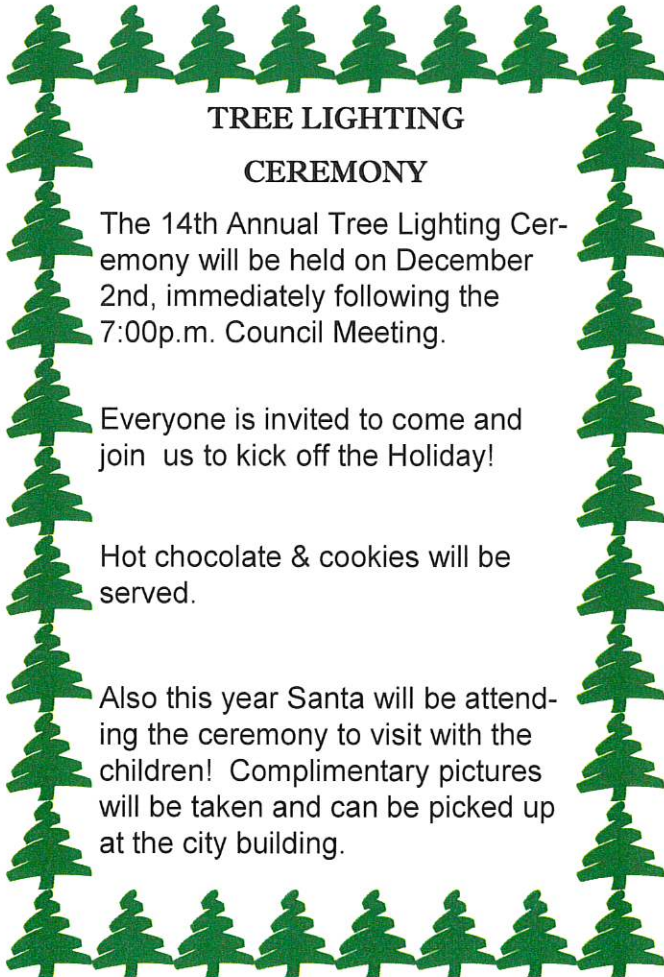 TREE LIGHTING
CEREMONY
The 14th Annual Tree Lighting Cer-
emony will be held on December
2nd, immediately following the
7:00p.m. Council Meeting.
Everyone is invited to come and
join  us to kick off the Holiday!
Hot chocolate & cookies will be
served.
Also this year Santa will be attend-
ing the ceremony to visit with the
children!  Complimentary pictures
will be taken and can be picked up
at the city building.